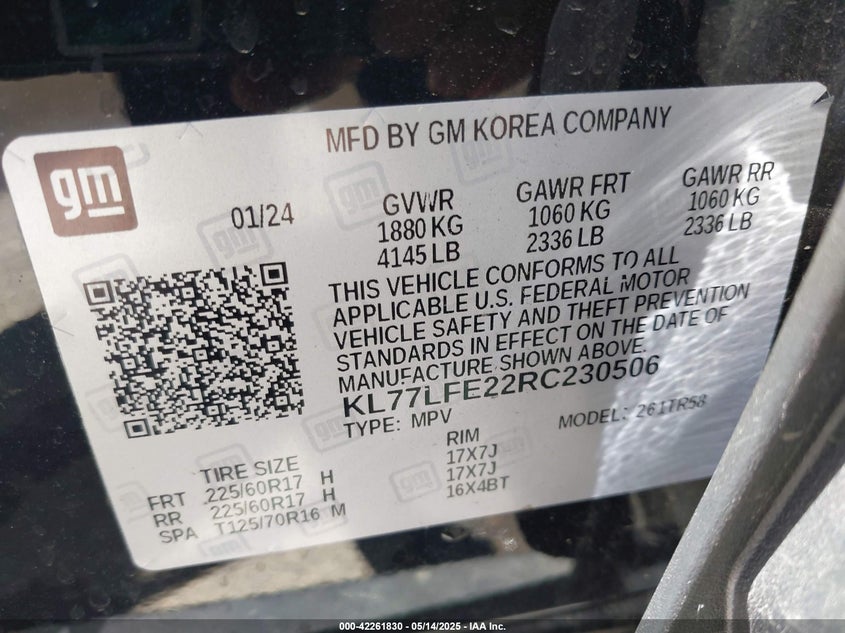 MFD BY GM KOREA COMPANY
gm
01/24
GVWR
1880 KG
4145 LB
GAWR FRT
1060 KG
2336 LB
GAWR RR
1060 KG
2336 LB
THIS VEHICLE CONFORMS TO ALL
APPLICABLE U.S. FEDERAL MOTOR
VEHICLE SAFETY AND THEFT PREVENTION
STANDARDS IN EFFECT ON THE DATE OF
MANUFACTURE SHOWN ABOVE.
KL77LFE22RC230506
TYPE: MPV
MODEL: 261TR58
TIRE SIZE
RIM
FRT 225/60R17 H 17X7J
RR 225/60R17 H 17X7J
SPA T125/70R16 M 16X4BT
000-42261830 - 05/14/2025 - IAA Inc.